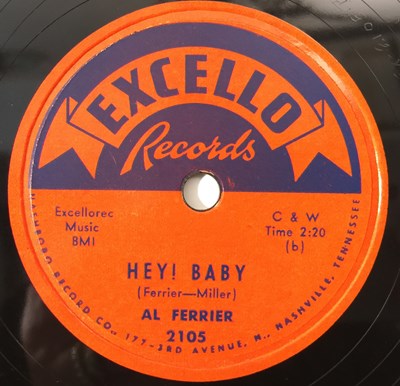 EXCELLO
Records
Excellorec
Music
BMI
C & W
Time 2:20
(b)
HEY! BABY
(Ferrier—Miller)
AL FERRIER
2105
NASHBORO RECORD CO., 177-3RD AVENUE, N., NASHVILLE, TENNESSEE